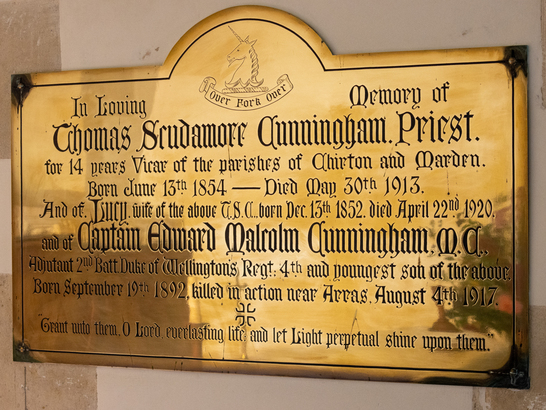 Over Fork Over
In Loving Memory of
Thomas Scudamore Cunningham, Priest.
for 14 years Vicar of the parishes of Chirton and Marden.
Born June 13th 1854 — Died May 30th 1913.
And of, Lucy, wife of the above T.S.C., born Dec. 13th 1852, died April 22nd 1920.
and of Captain Edward Malcolm Cunningham, M.C.,
Adjutant 2nd Batt. Duke of Wellington's Regt. 4th and youngest son of the above.
Born September 19th 1892, killed in action near Arras, August 4th 1917.
"Grant unto them, O Lord, everlasting life; and let Light perpetual shine upon them."